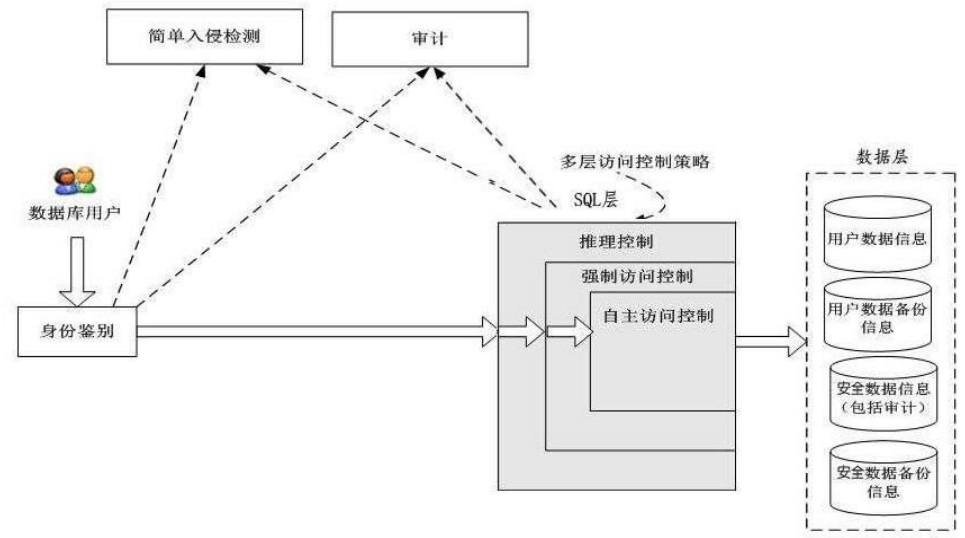 简单入侵检测
审计
多层访问控制策略
SQL层
数据层
数据库用户
推理控制
用户数据信息
强制访问控制
自主访问控制
用户数据备份
信息
身份鉴别
安全数据信息
（包括审计）
安全数据备份
信息